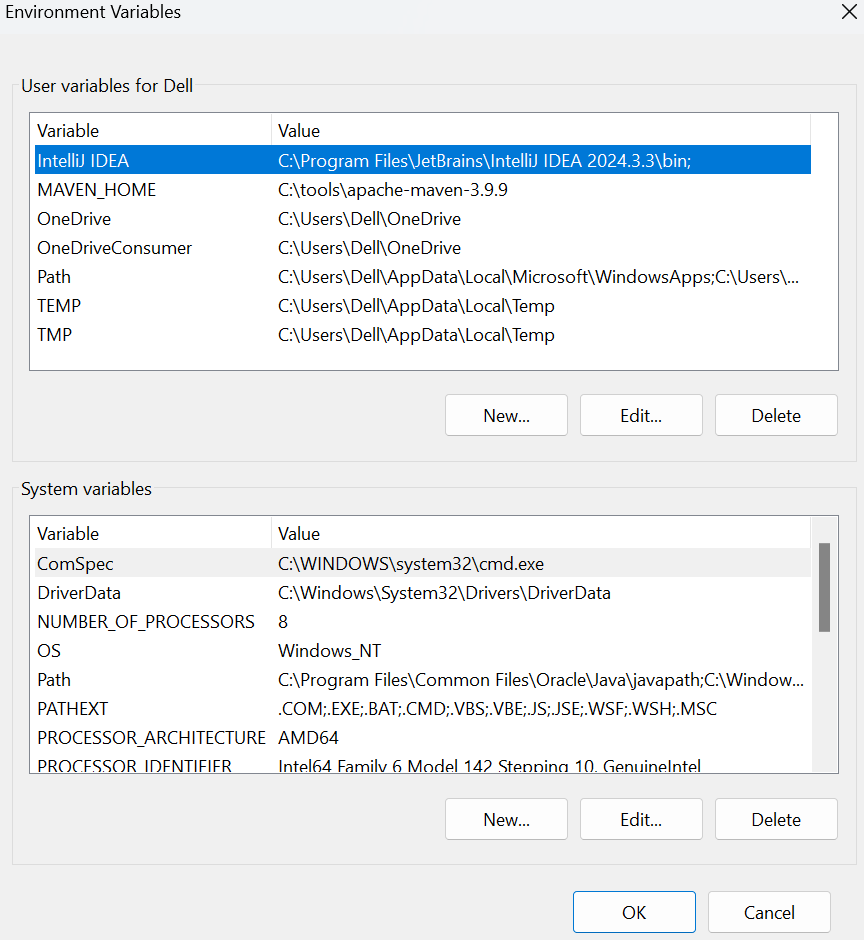 Environment Variables
User variables for Dell
Variable Value
IntelliJ IDEA C:\Program Files\JetBrains\IntelliJ IDEA 2024.3.3\bin;
MAVEN_HOME C:\tools\apache-maven-3.9.9
OneDrive C:\Users\Dell\OneDrive
OneDriveConsumer C:\Users\Dell\OneDrive
Path C:\Users\Dell\AppData\Local\Microsoft\WindowsApps;C:\Users\...
TEMP C:\Users\Dell\AppData\Local\Temp
TMP C:\Users\Dell\AppData\Local\Temp
New... Edit... Delete
System variables
Variable Value
ComSpec C:\WINDOWS\system32\cmd.exe
DriverData C:\Windows\System32\Drivers\DriverData
NUMBER_OF_PROCESSORS 8
OS Windows_NT
Path C:\Program Files\Common Files\Oracle\Java\javapath;C:\Window...
PATHEXT .COM;.EXE;.BAT;.CMD;.VBS;.VBE;.JS;.JSE;.WSF;.WSH;.MSC
PROCESSOR_ARCHITECTURE AMD64
PROCESSOR_IDENTIFIER Intel64 Family 6 Model 142 Stepping 10, GenuineIntel
New... Edit... Delete
OK Cancel